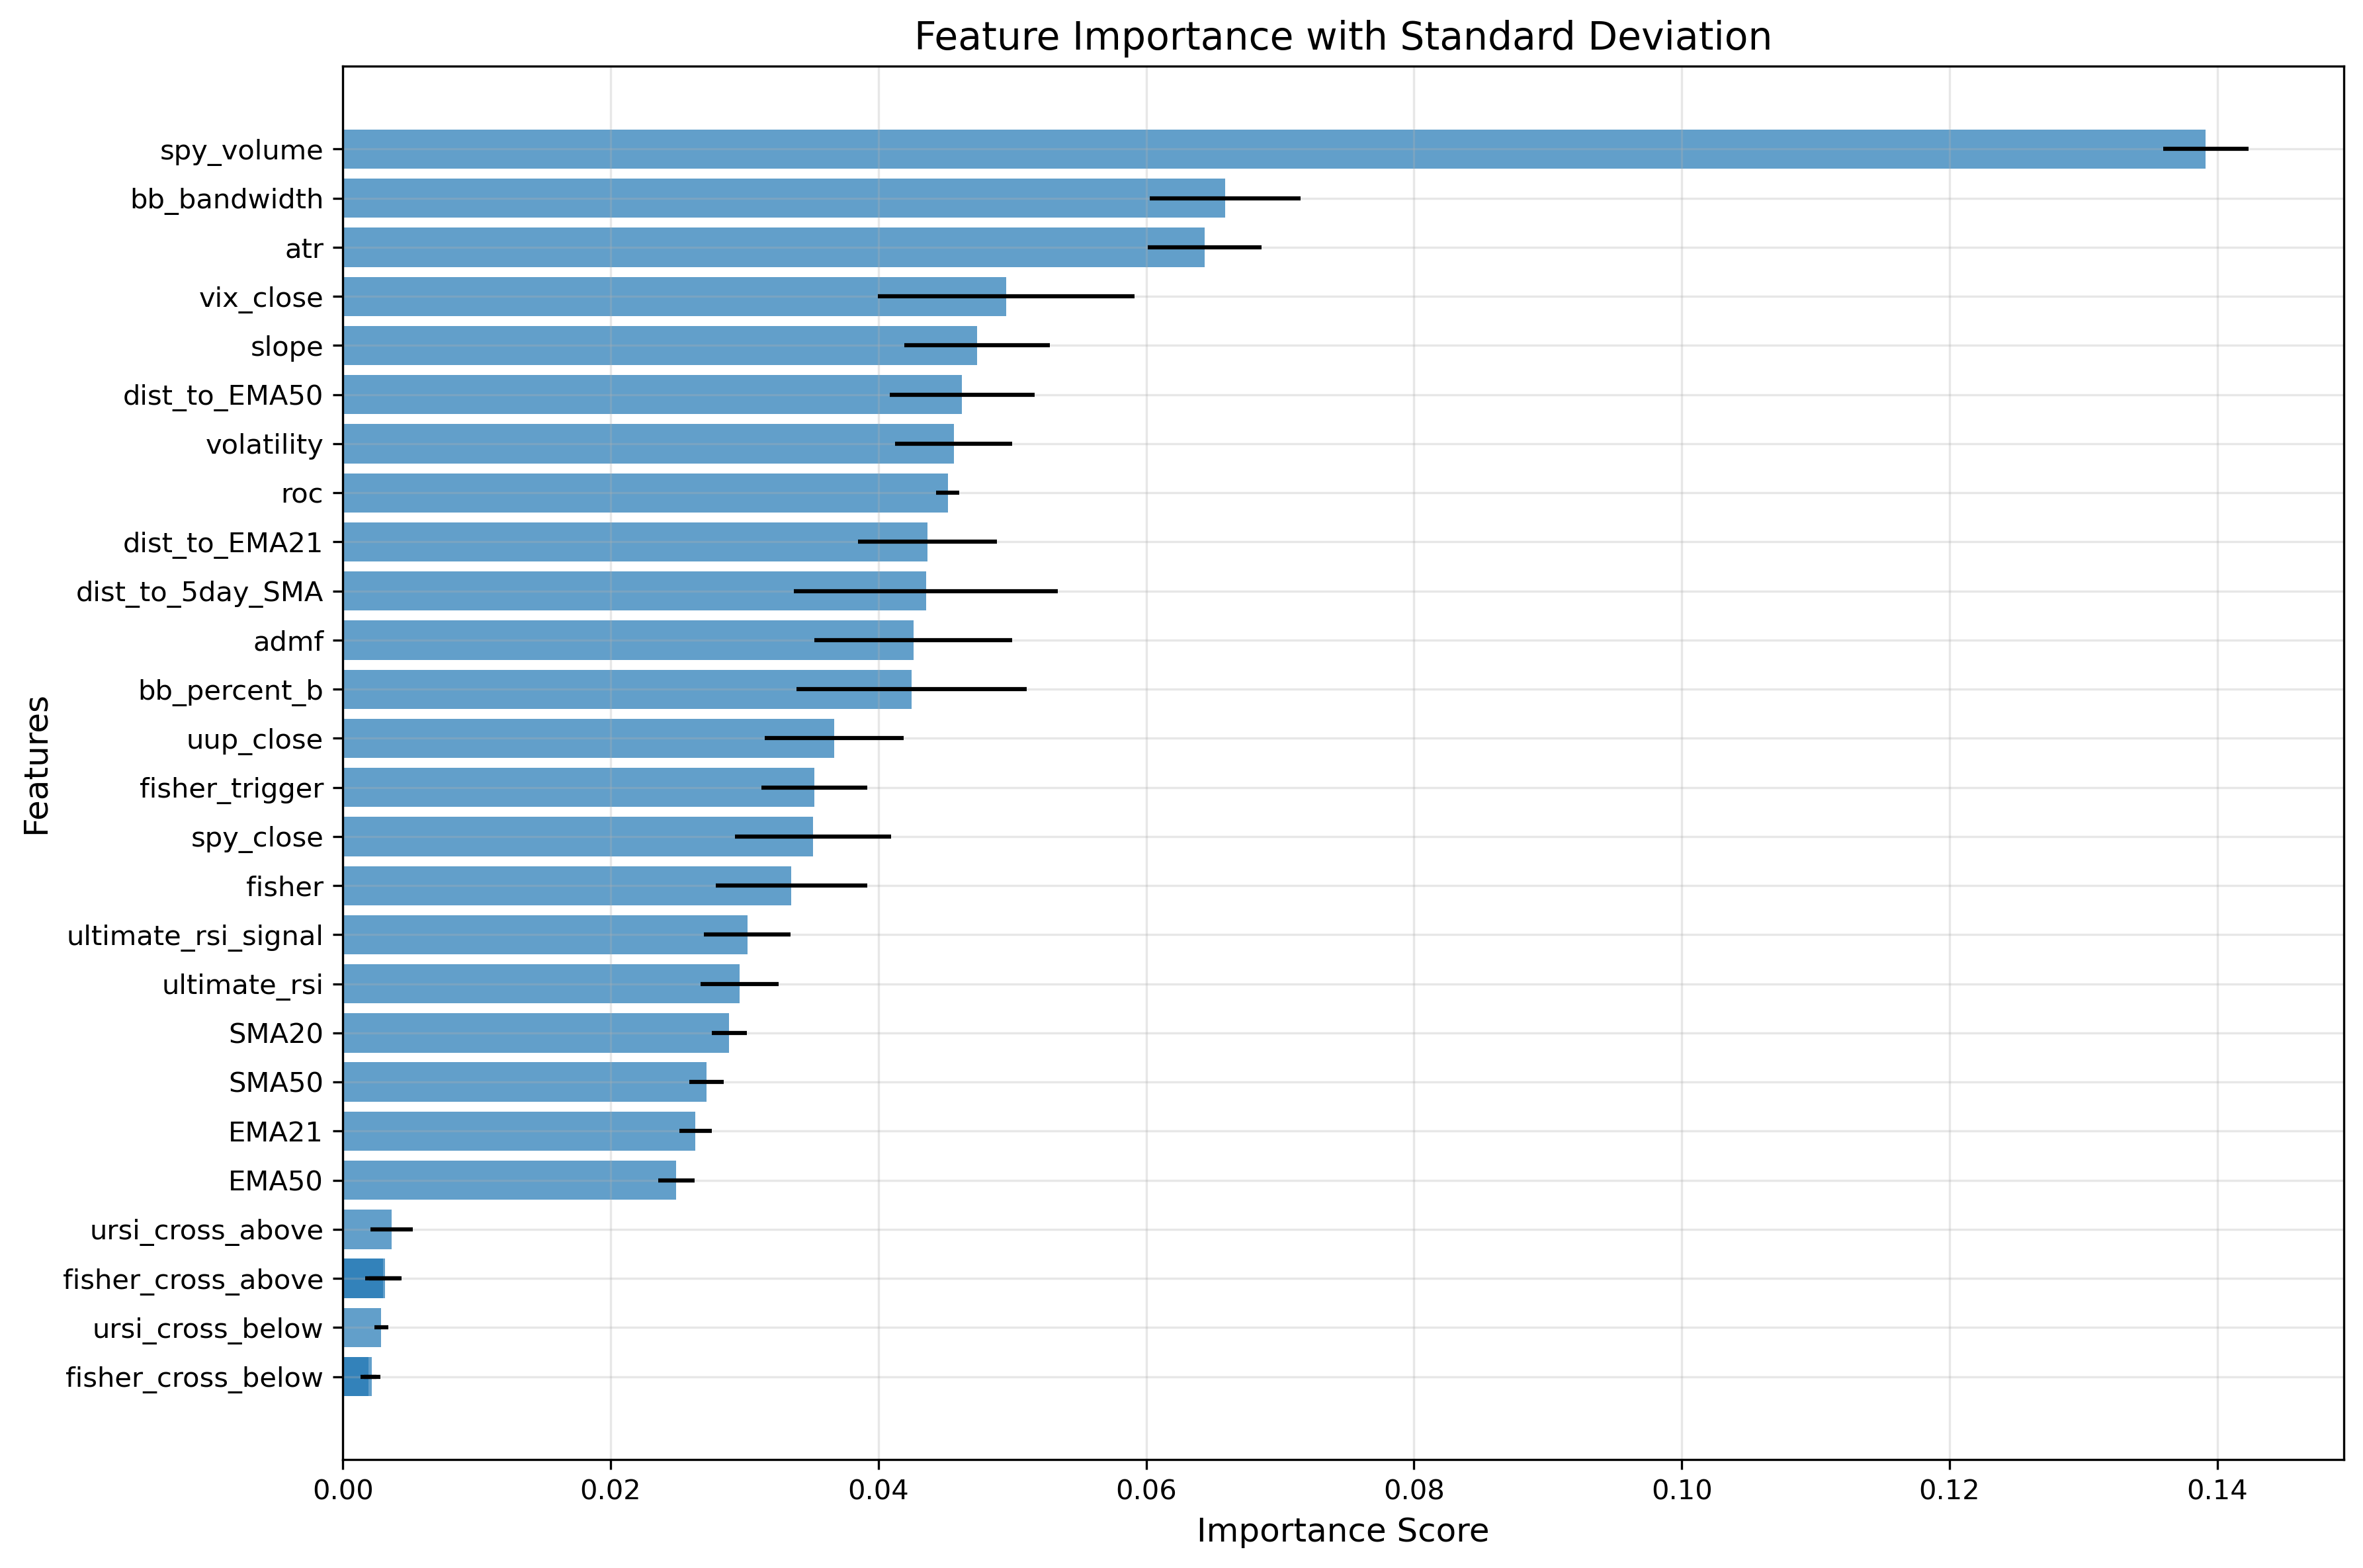 Feature Importance with Standard Deviation
spy_volume
bb_bandwidth
atr
vix_close
slope
dist_to_EMA50
volatility
roc
dist_to_EMA21
dist_to_5day_SMA
admf
bb_percent_b
uup_close
fisher_trigger
spy_close
fisher
ultimate_rsi_signal
ultimate_rsi
SMA20
SMA50
EMA21
EMA50
ursi_cross_above
fisher_cross_above
ursi_cross_below
fisher_cross_below
Features
0.00 0.02 0.04 0.06 0.08 0.10 0.12 0.14
Importance Score